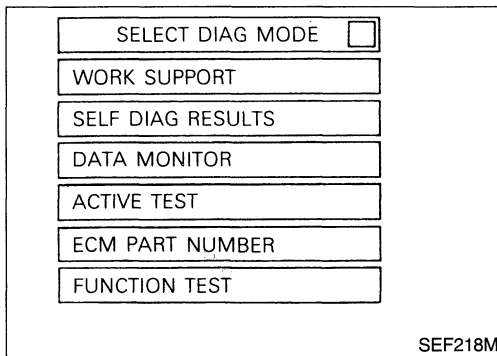 SELECT DIAG MODE
WORK SUPPORT
SELF DIAG RESULTS
DATA MONITOR
ACTIVE TEST
ECM PART NUMBER
FUNCTION TEST
SEF218M